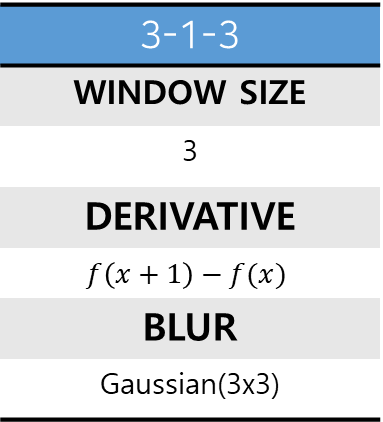 3-1-3
WINDOW SIZE
3
DERIVATIVE
f(x + 1) − f(x)
BLUR
Gaussian(3x3)